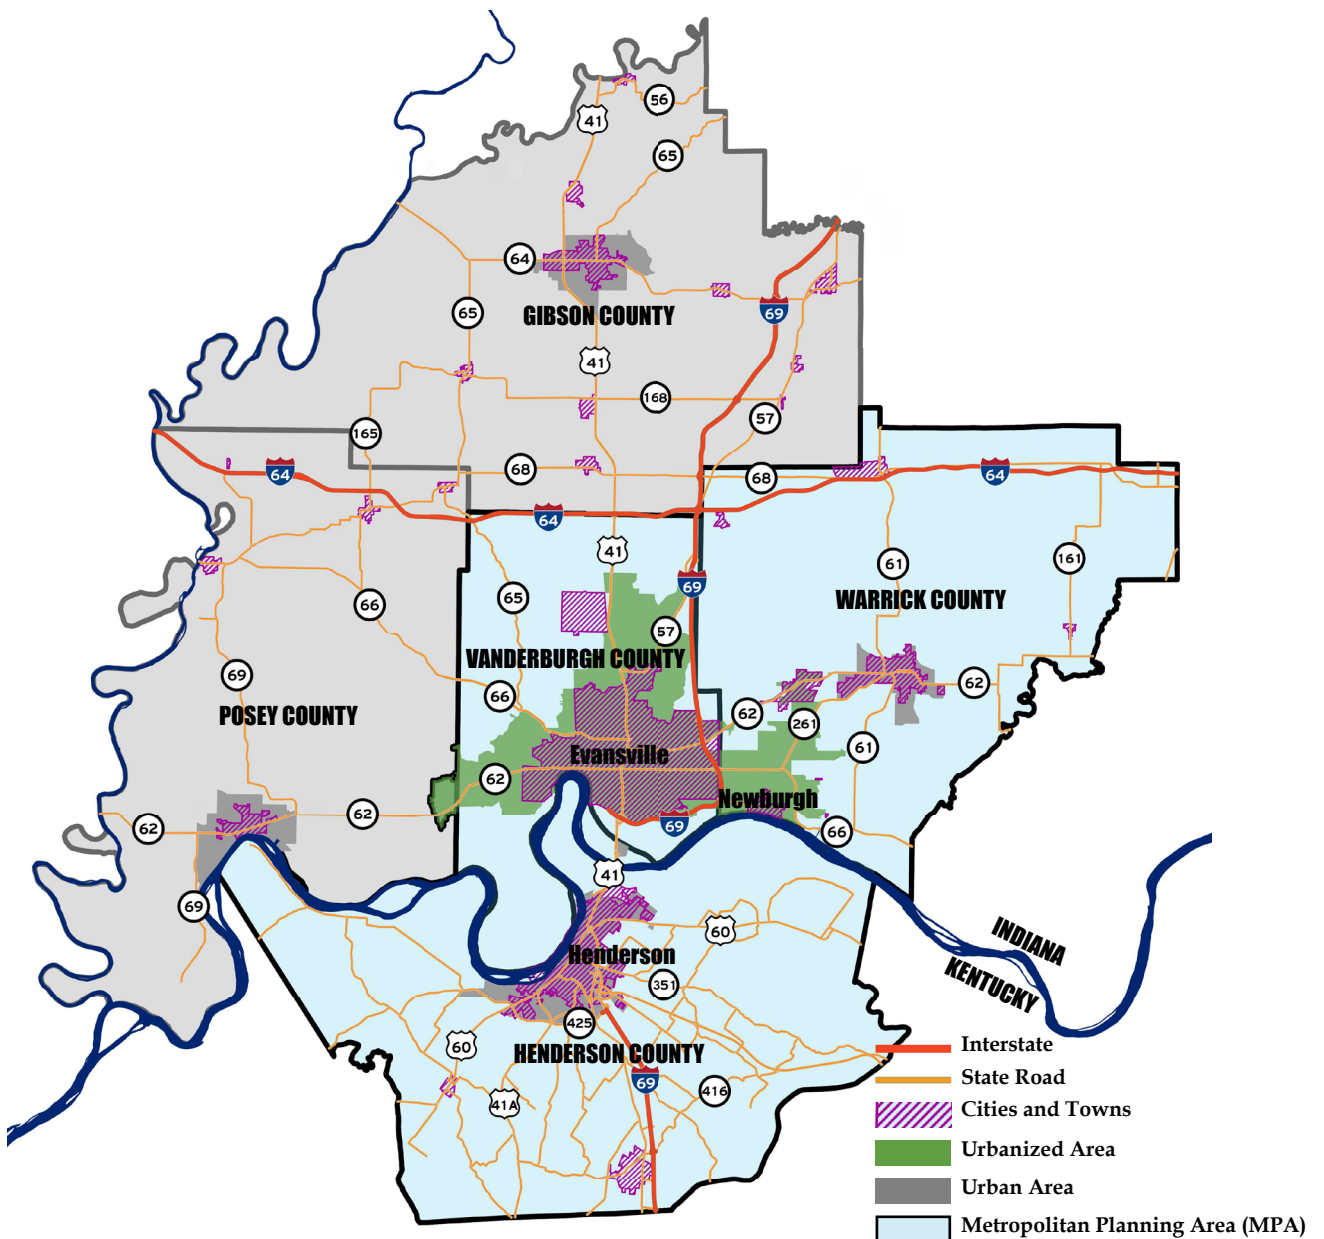 56
41
65
64
65
69
GIBSON COUNTY
41
168
57
165
64
68
68
64
64
41
61
161
69
66
65
WARRICK COUNTY
57
VANDERBURGH COUNTY
69
66
62
POSEY COUNTY
62
261
61
Evansville
62
Newburgh
62
62
69
66
41
69
60
INDIANA
Henderson
KENTUCKY
351
425
60
HENDERSON COUNTY
69
416
41A
Interstate
State Road
Cities and Towns
Urbanized Area
Urban Area
Metropolitan Planning Area (MPA)